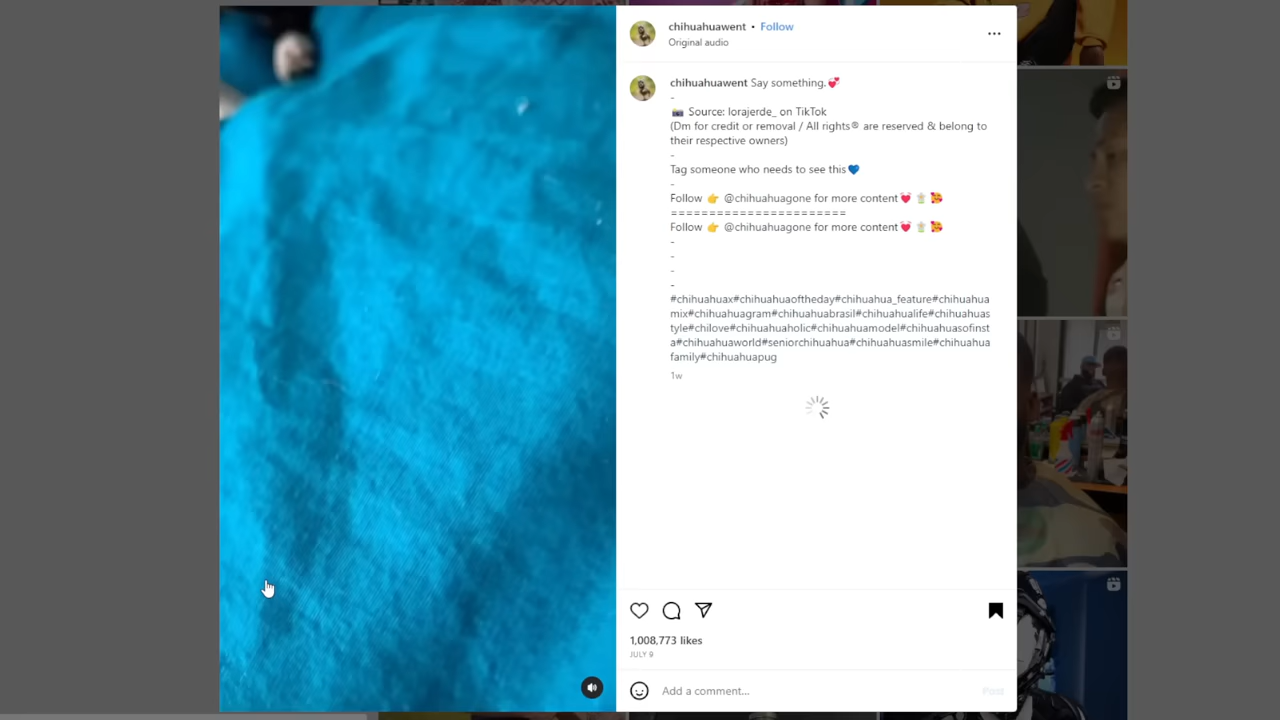 chihuahuawent • Follow
Original audio
chihuahuawent Say something.💞
-
📷 Source: lorajerde_ on TikTok
(Dm for credit or removal / All rights® are reserved & belong to
their respective owners)
-
Tag someone who needs to see this💙
-
Follow 👉 @chihuahuagone for more content💓 🌵 🥰
=======================
Follow 👉 @chihuahuagone for more content💓 🌵 🥰
-
-
-
-
#chihuahuax#chihuahuaoftheday#chihuahua_feature#chihuahua
mix#chihuahuagram#chihuahuabrasil#chihuahualife#chihuahuas
tyle#chilove#chihuahuaholic#chihuahuamodel#chihuahuasofinst
a#chihuahuaworld#seniorchihuahua#chihuahuasmile#chihuahua
family#chihuahuapug
1w
1,008,773 likes
JULY 9
Add a comment...
Post